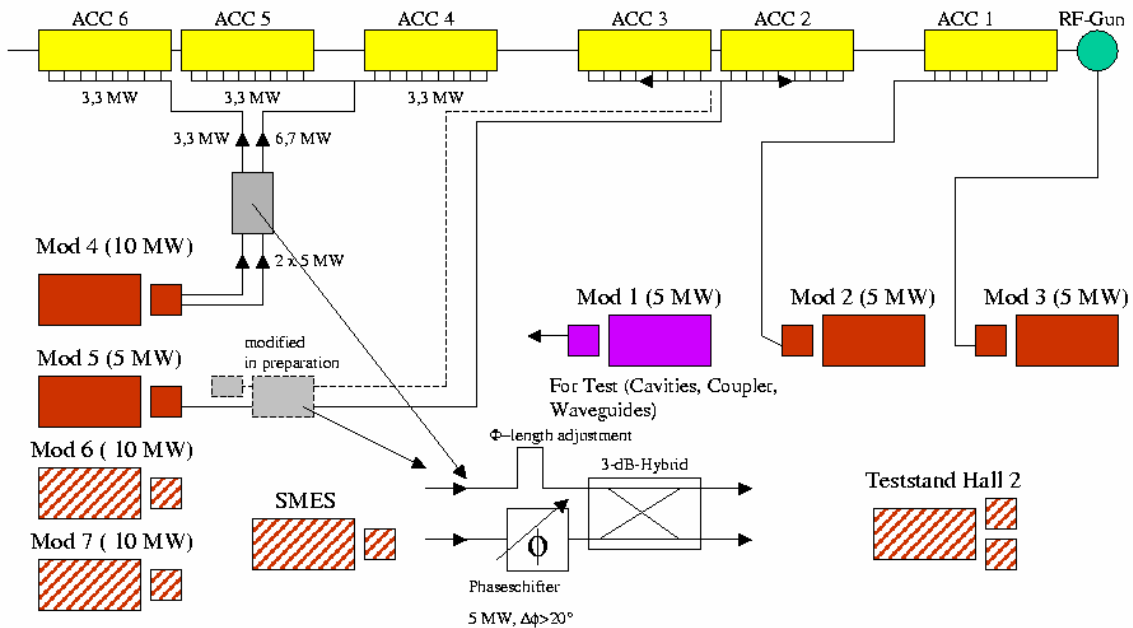 ACC 6
ACC 5
ACC 4
ACC 3
ACC 2
ACC 1
RF-Gun
3,3 MW
3,3 MW
3,3 MW
3,3 MW
6,7 MW
Mod 4 (10 MW)
2 x 5 MW
Mod 1 (5 MW)
Mod 2 (5 MW)
Mod 3 (5 MW)
modified
in preparation
Mod 5 (5 MW)
For Test (Cavities, Coupler,
Waveguides)
Φ-length adjustment
Mod 6 ( 10 MW)
3-dB-Hybrid
SMES
Teststand Hall 2
Mod 7 ( 10 MW)
Φ
Phaseschifter
5 MW, Δϕ>20°